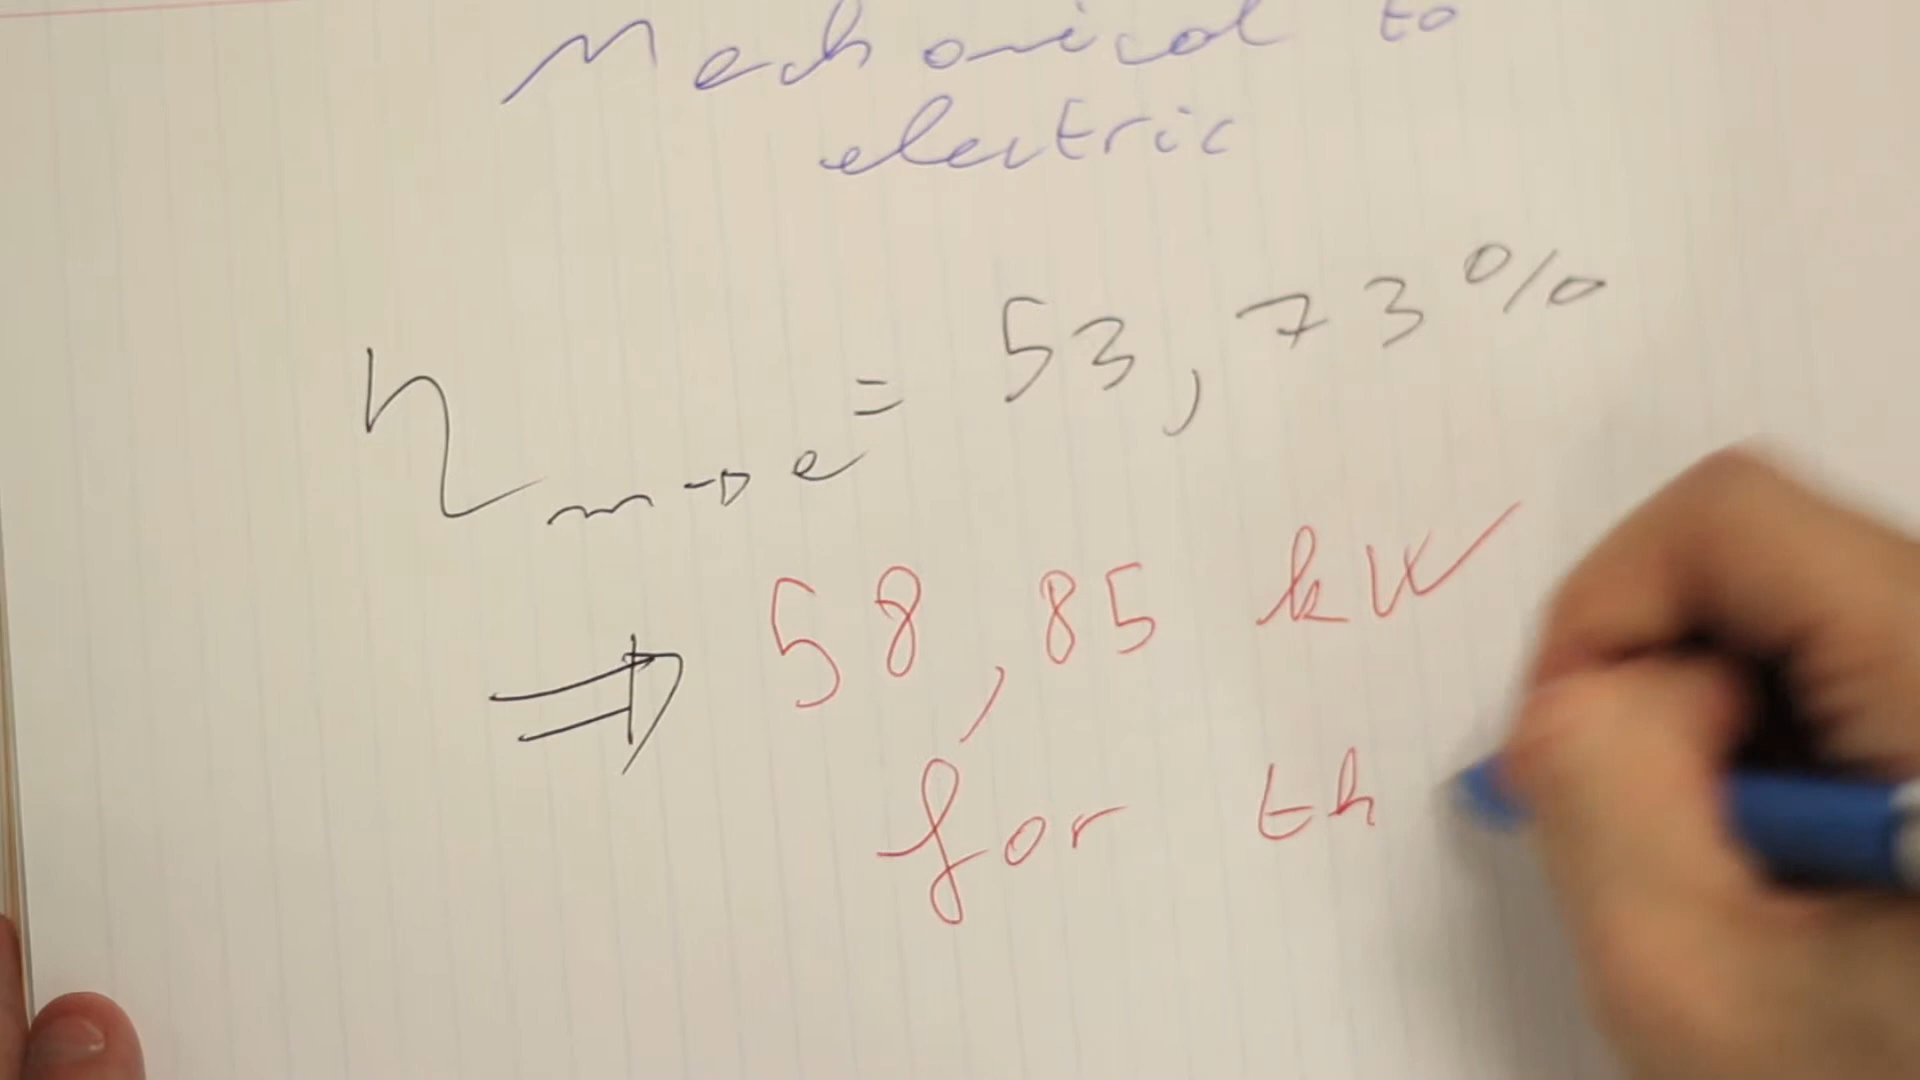 Mechanical to
electric
η m→e = 53,73%
⇒ 58,85 kW
for th